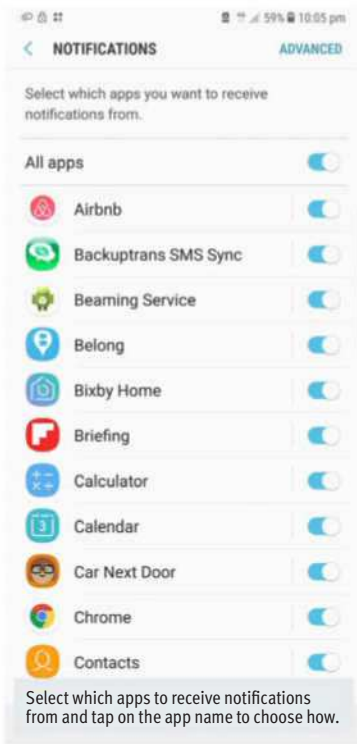 59% 10:05 pm
NOTIFICATIONS ADVANCED
Select which apps you want to receive
notifications from.
All apps
Airbnb
Backuptrans SMS Sync
Beaming Service
Belong
Bixby Home
Briefing
Calculator
3 Calendar
Car Next Door
Chrome
Contacts
Select which apps to receive notifications
from and tap on the app name to choose how.